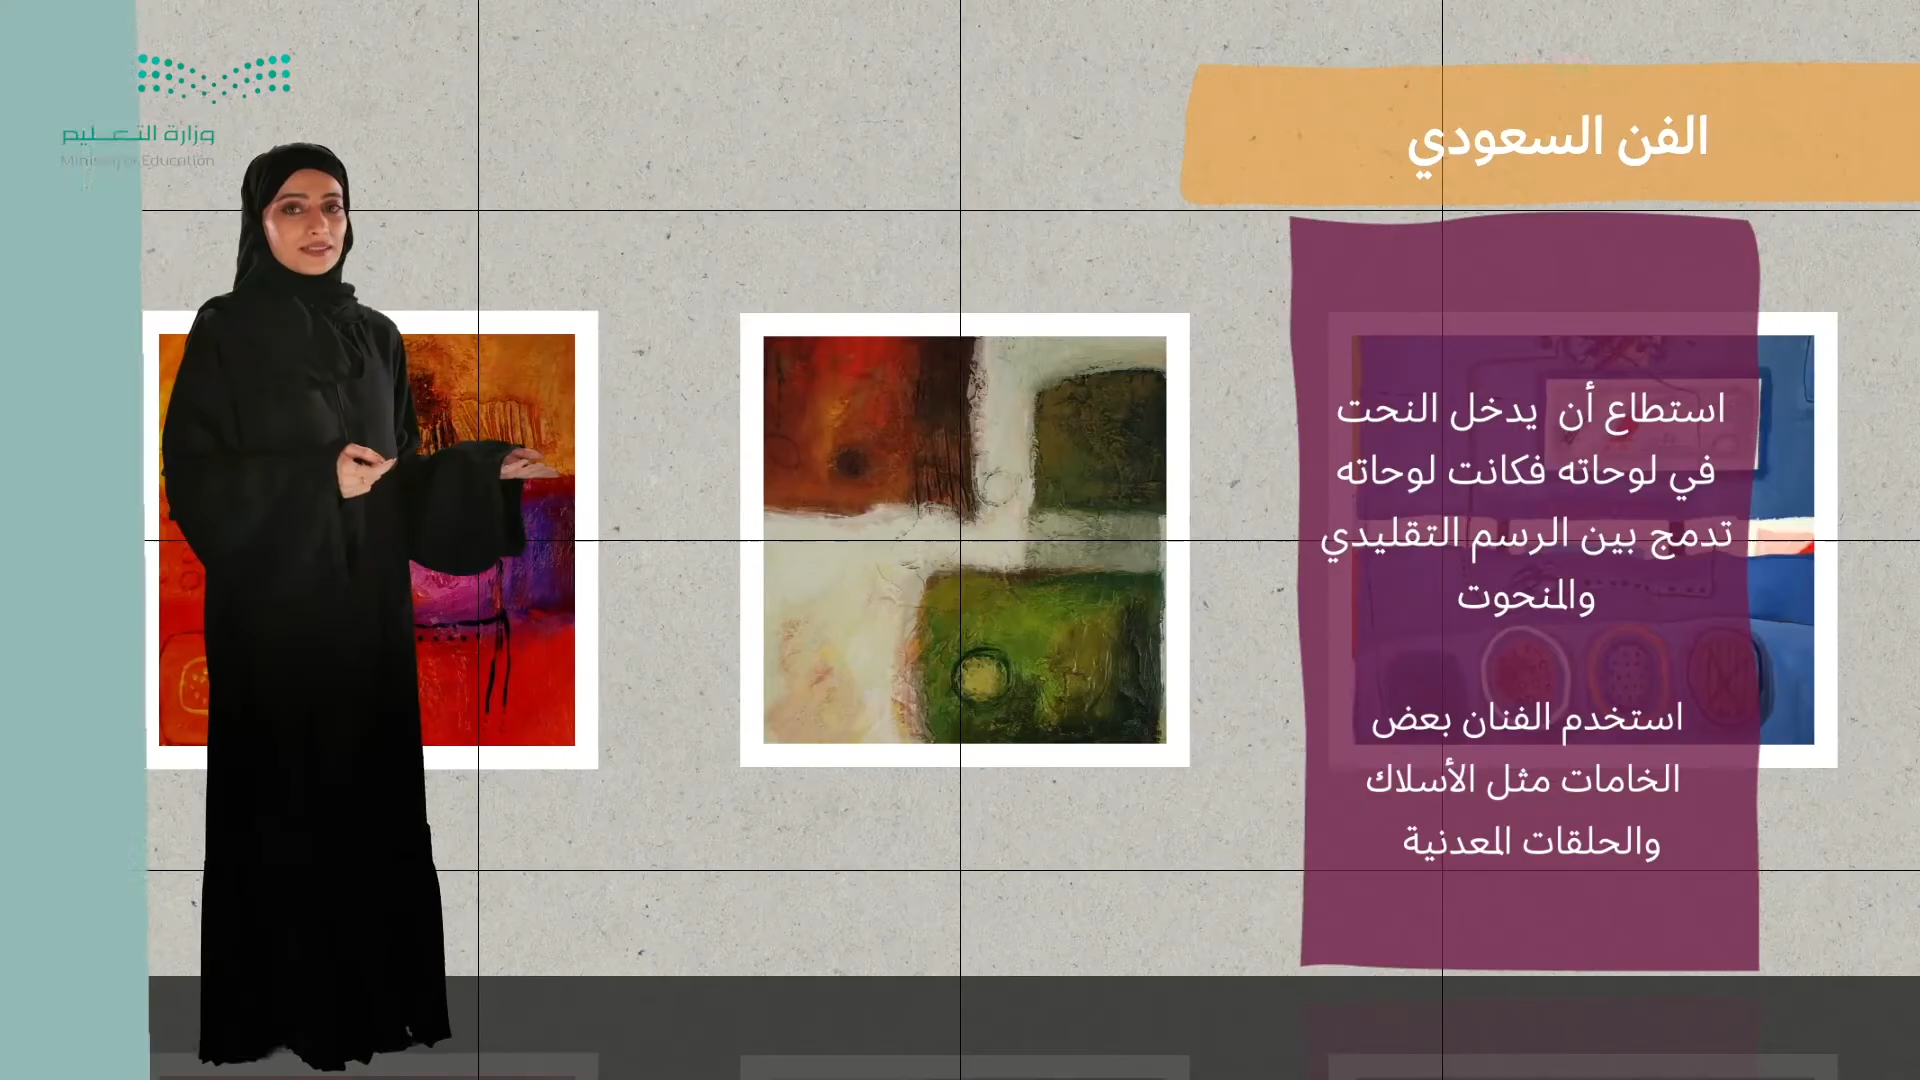 وزارة التعليم
Ministry of Education
الفن السعودي
استطاع أن يدخل النحت
في لوحاته فكانت لوحاته
تدمج بين الرسم التقليدي
والمنحوت
استخدم الفنان بعض
الخامات مثل الأسلاك
والحلقات المعدنية